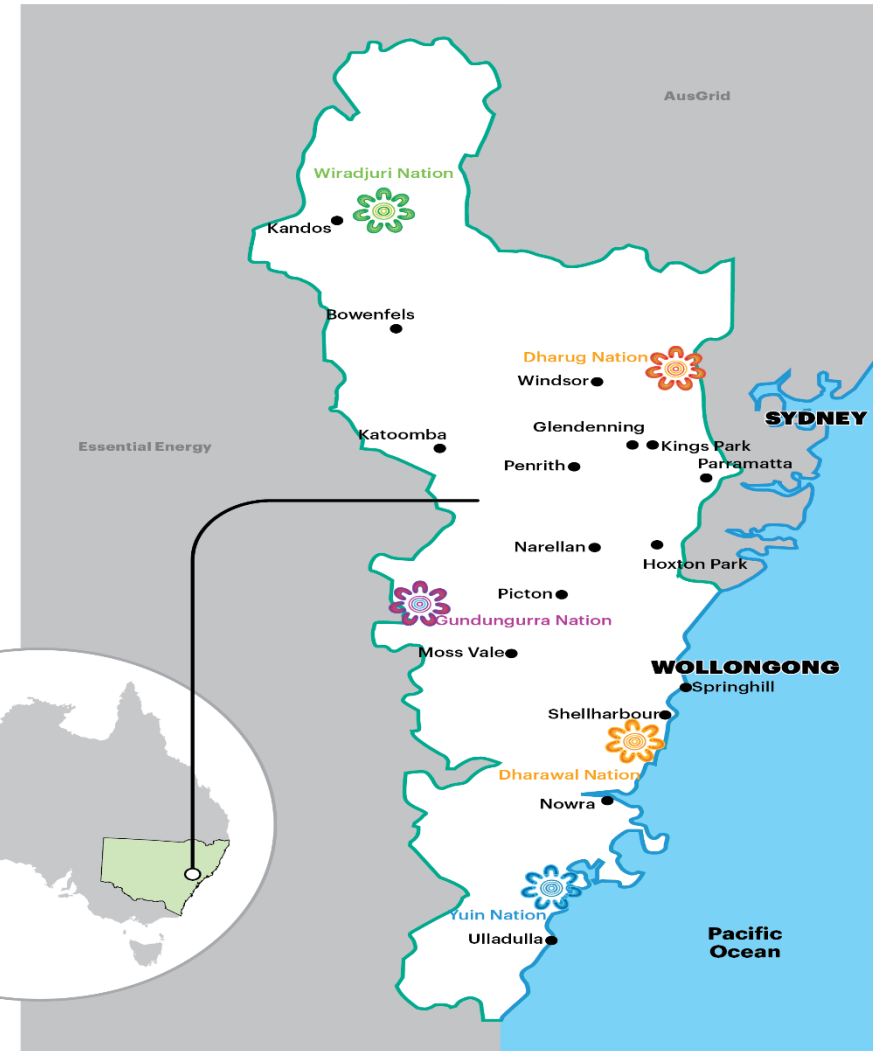 AusGrid
Wiradjuri Nation
Kandos
Bowenfels
Dharug Nation
Windsor
SYDNEY
Glendenning
Katoomba
Essential Energy
Kings Park
Penrith
Parramatta
Narellan
Hoxton Park
Picton
Gundungurra Nation
Moss Vale
WOLLONGONG
Springhill
Shellharbour
Dharawal Nation
Nowra
Yuin Nation
Ulladulla
Pacific
Ocean